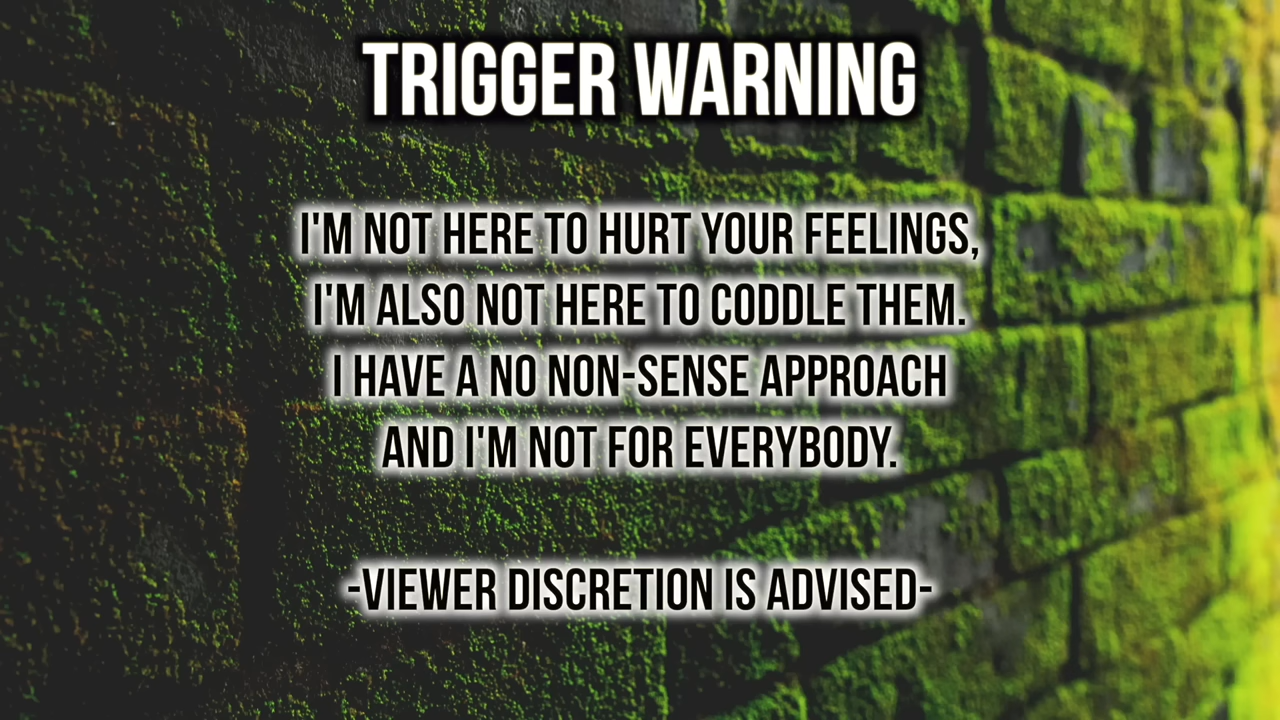 TRIGGER WARNING
I'M NOT HERE TO HURT YOUR FEELINGS,
I'M ALSO NOT HERE TO CODDLE THEM.
I HAVE A NO NON-SENSE APPROACH
AND I'M NOT FOR EVERYBODY.
-VIEWER DISCRETION IS ADVISED-